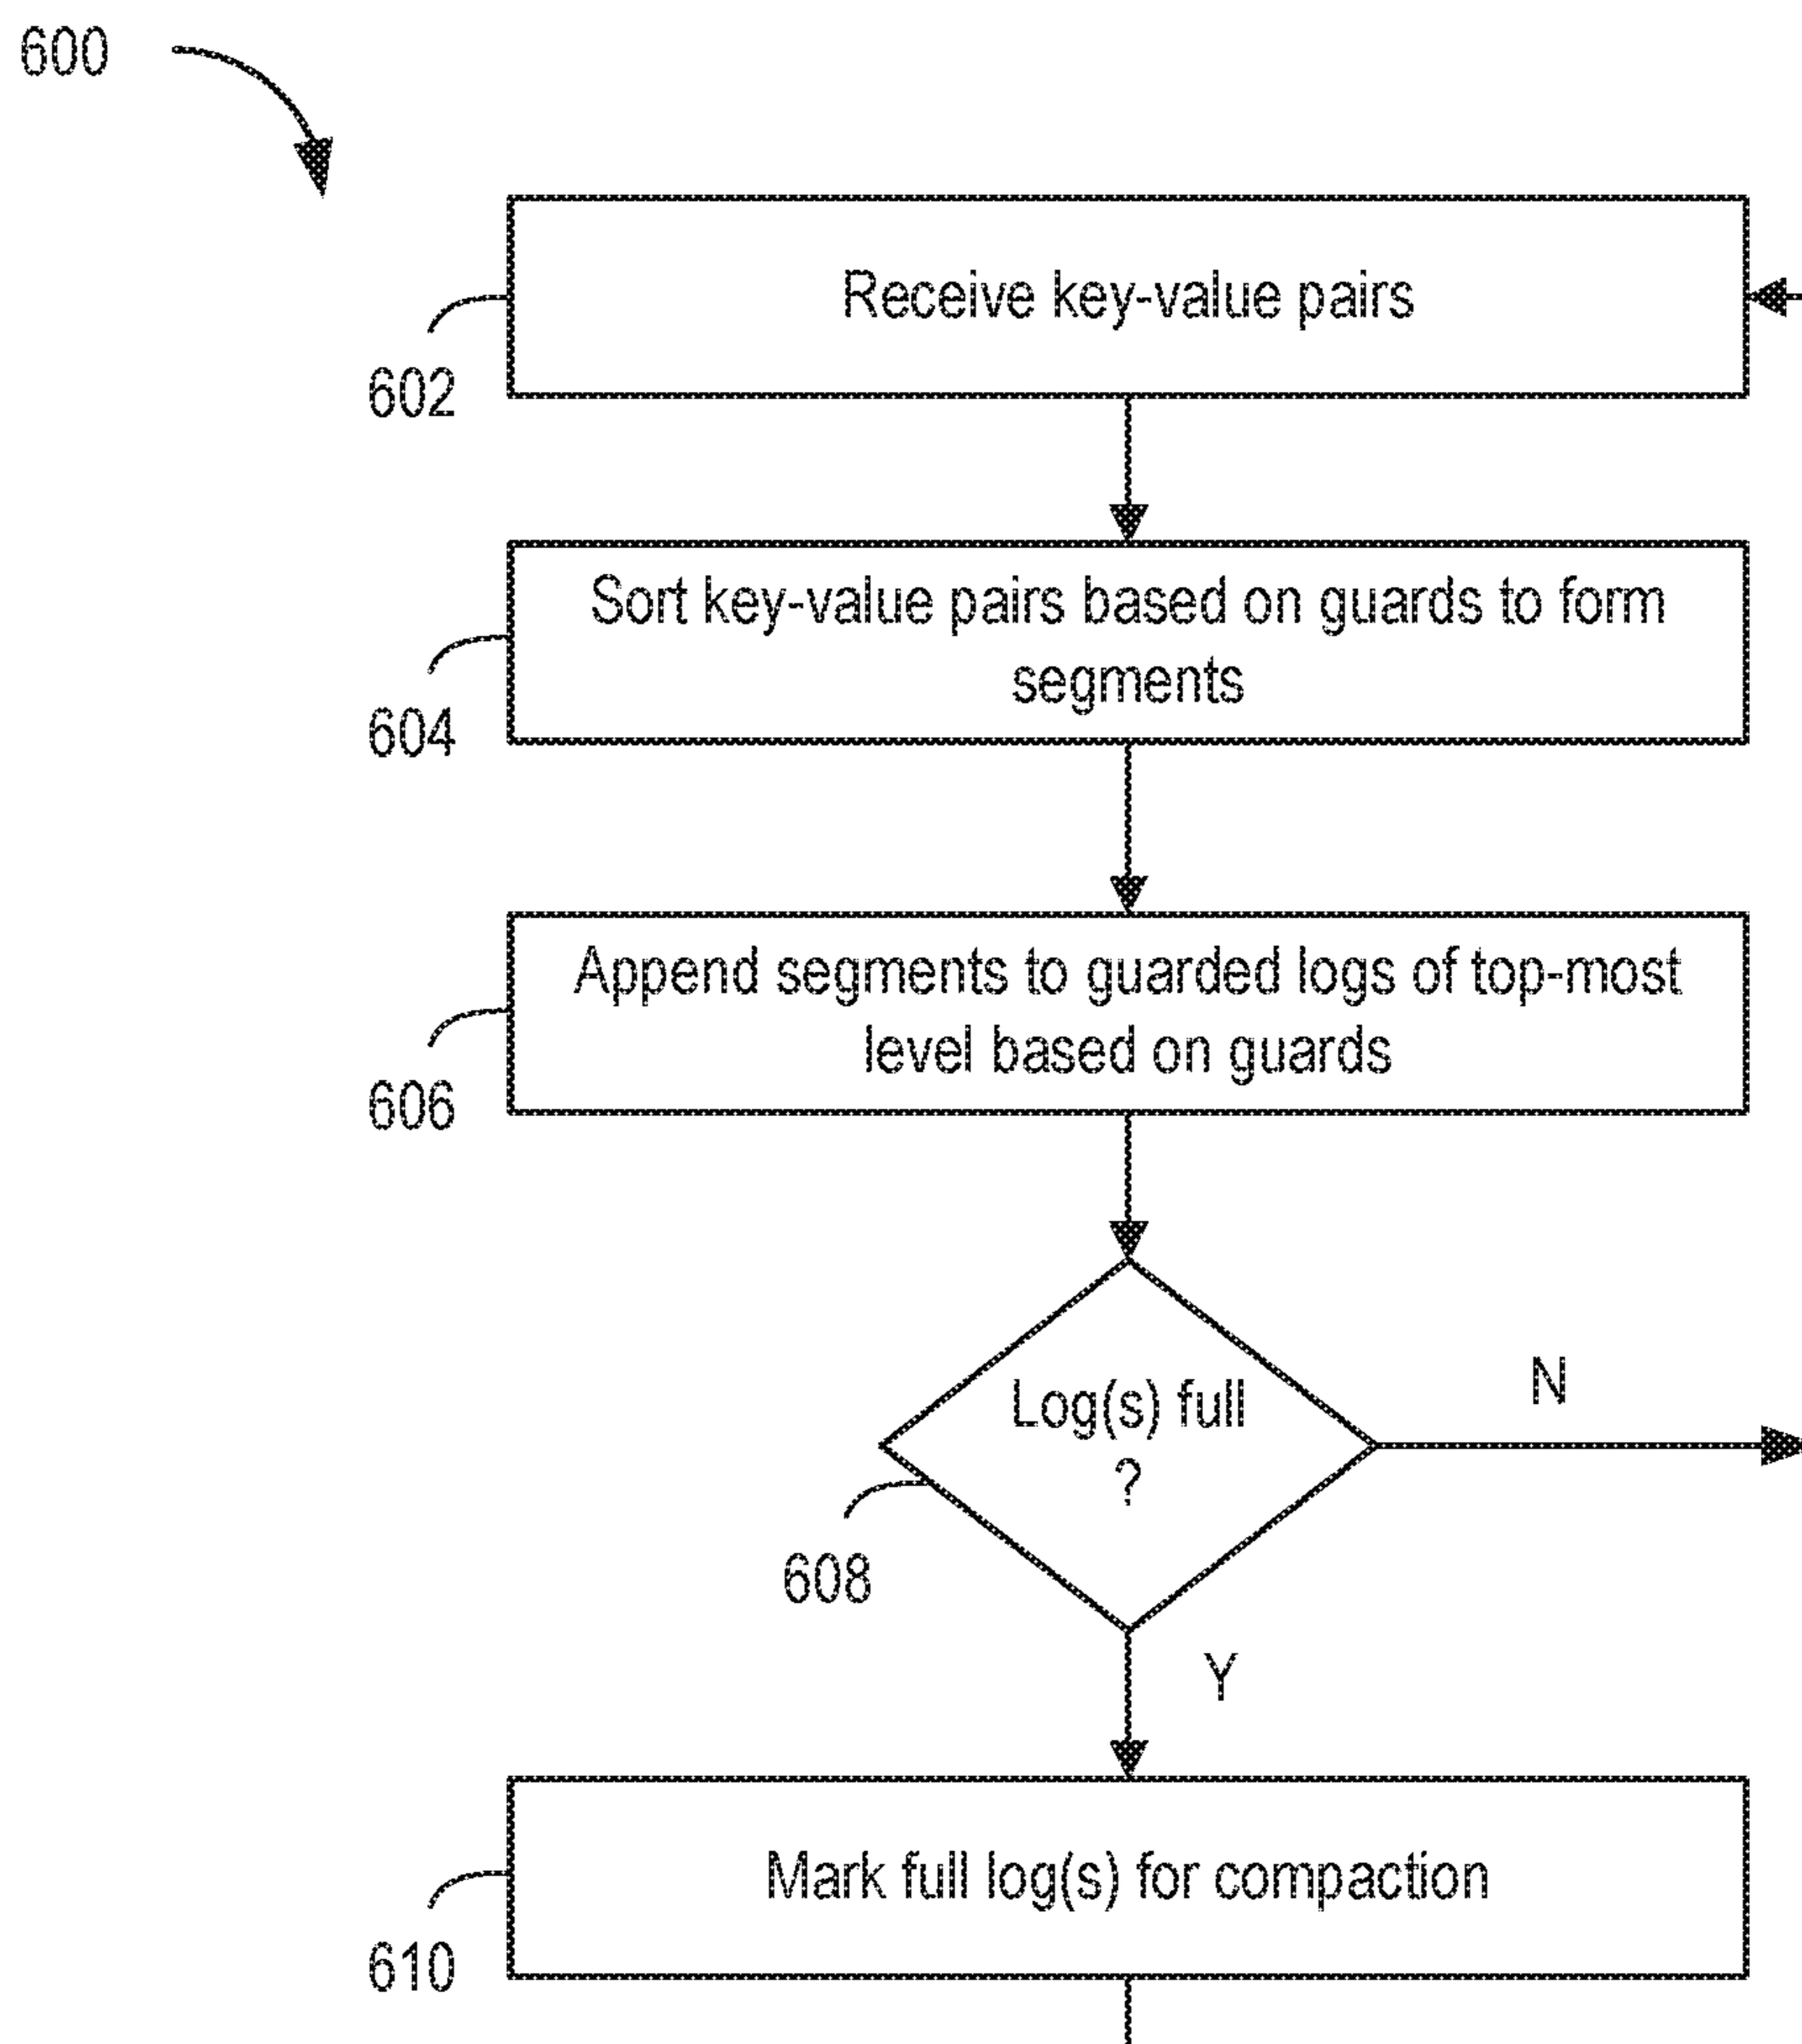 600
Receive key-value pairs
602
Sort key-value pairs based on guards to form
segments
604
Append segments to guarded logs of top-most
level based on guards
606
Log(s) full
?
N
608
Y
Mark full log(s) for compaction
610